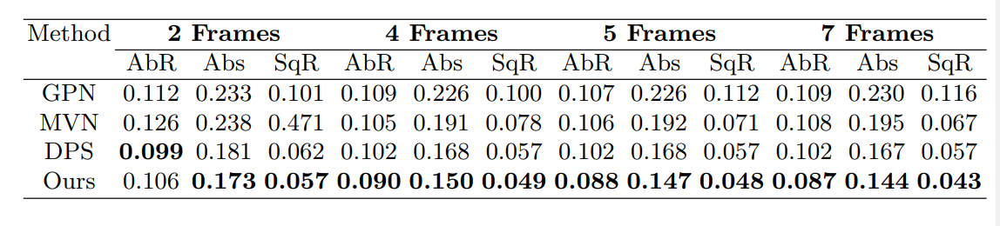 Method 2 Frames 4 Frames 5 Frames 7 Frames
AbR Abs SqR AbR Abs SqR AbR Abs SqR AbR Abs SqR
GPN 0.112 0.233 0.101 0.109 0.226 0.100 0.107 0.226 0.112 0.109 0.230 0.116
MVN 0.126 0.238 0.471 0.105 0.191 0.078 0.106 0.192 0.071 0.108 0.195 0.067
DPS 0.099 0.181 0.062 0.102 0.168 0.057 0.102 0.168 0.057 0.102 0.167 0.057
Ours 0.106 0.173 0.057 0.090 0.150 0.049 0.088 0.147 0.048 0.087 0.144 0.043